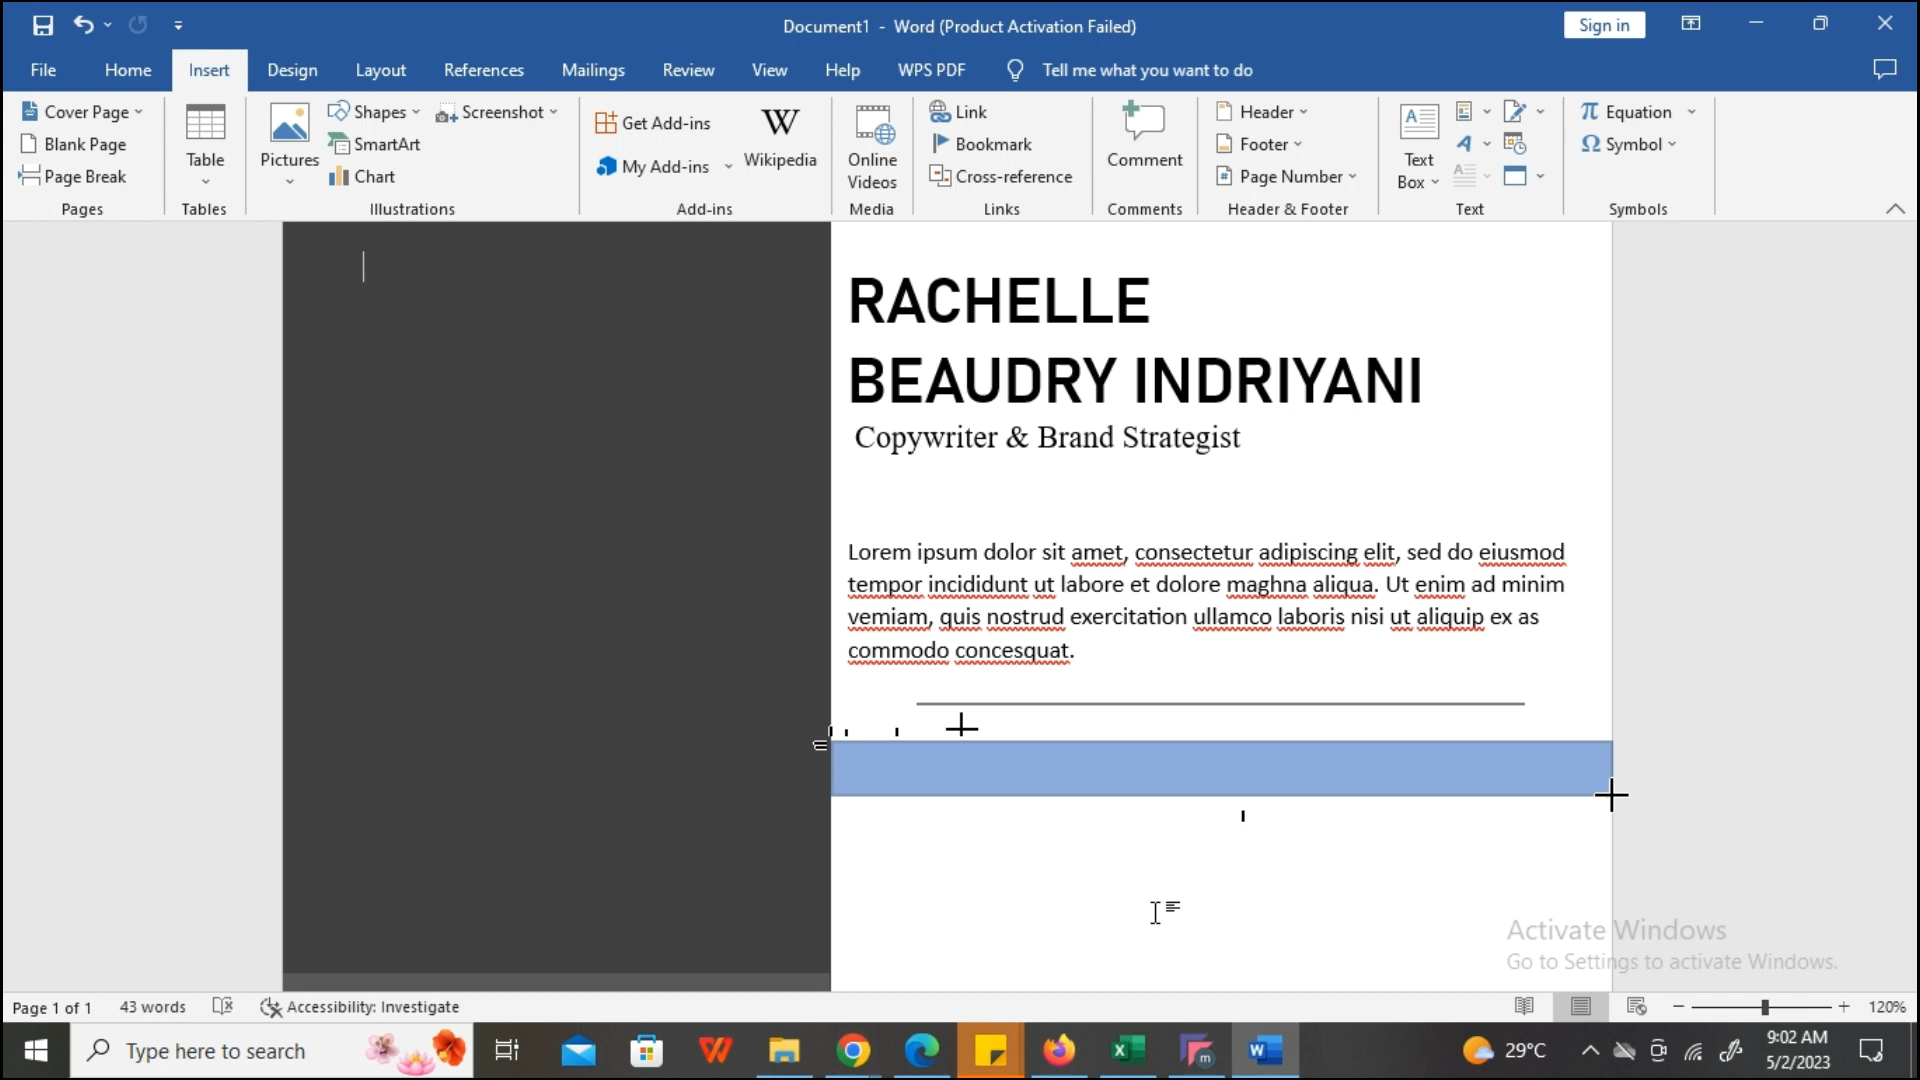 Document1 - Word (Product Activation Failed)
Sign in
File Home Insert Design Layout References Mailings Review View Help WPS PDF Tell me what you want to do
Cover Page
Blank Page
Page Break
Pages
Table
Tables
Pictures
Shapes
SmartArt
Chart
Screenshot
Illustrations
Get Add-ins
My Add-ins
W
Wikipedia
Add-ins
Online
Videos
Media
Link
Bookmark
Cross-reference
Links
Comment
Comments
Header
Footer
Page Number
Header & Footer
Text
Box
Text
π Equation
Ω Symbol
Symbols
RACHELLE
BEAUDRY INDRIYANI
Copywriter & Brand Strategist
Lorem ipsum dolor sit amet, consectetur adipiscing elit, sed do eiusmod
tempor incididunt ut labore et dolore maghna aliqua. Ut enim ad minim
vemiam, quis nostrud exercitation ullamco laboris nisi ut aliquip ex as
commodo concesquat.
Activate Windows
Go to Settings to activate Windows.
Page 1 of 1 43 words Accessibility: Investigate 120%
Type here to search
29°C
9:02 AM
5/2/2023